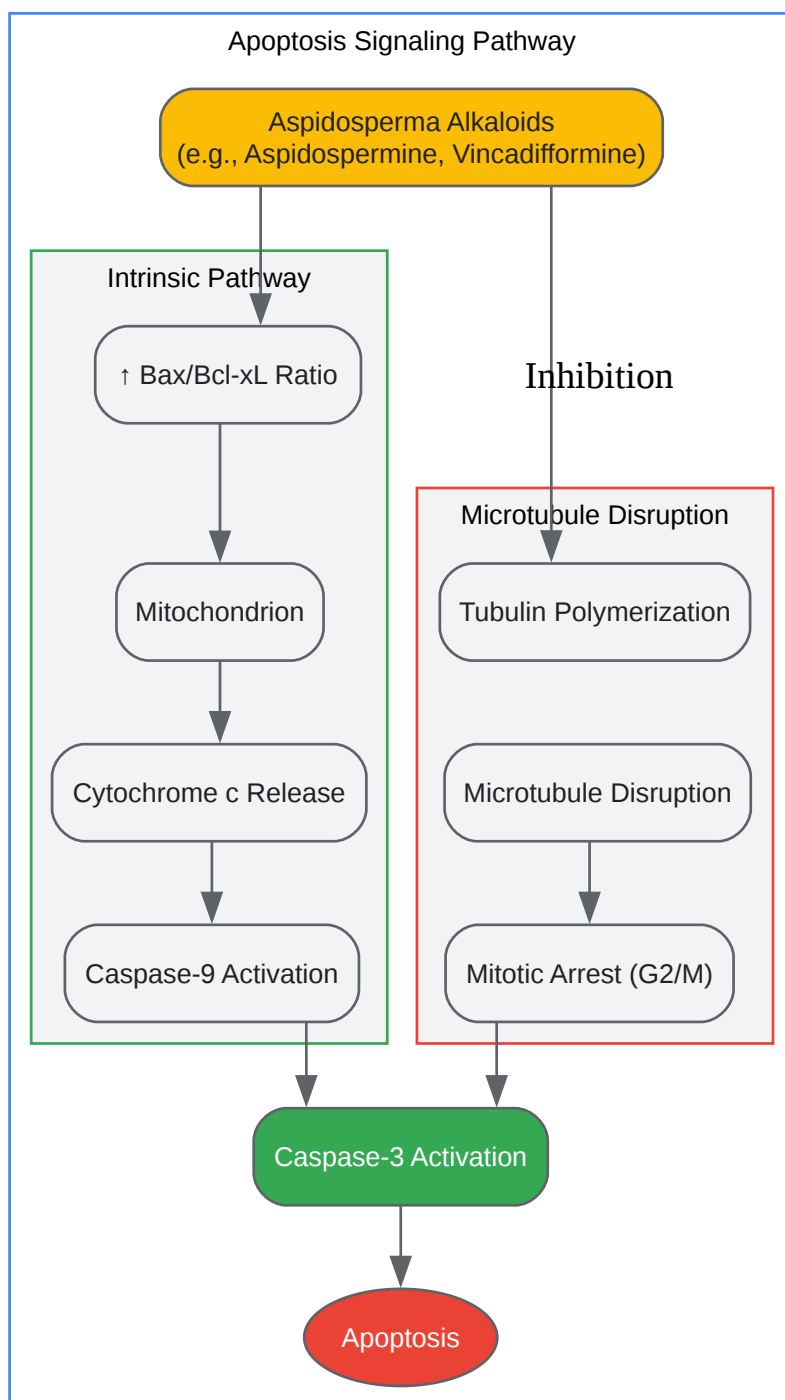 Apoptosis Signaling Pathway
Aspidosperma Alkaloids
(e.g., Aspidospermine, Vincadifformine)
Intrinsic Pathway
↑ Bax/Bcl-xL Ratio
Mitochondrion
Cytochrome c Release
Caspase-9 Activation
Inhibition
Microtubule Disruption
Tubulin Polymerization
Microtubule Disruption
Mitotic Arrest (G2/M)
Caspase-3 Activation
Apoptosis